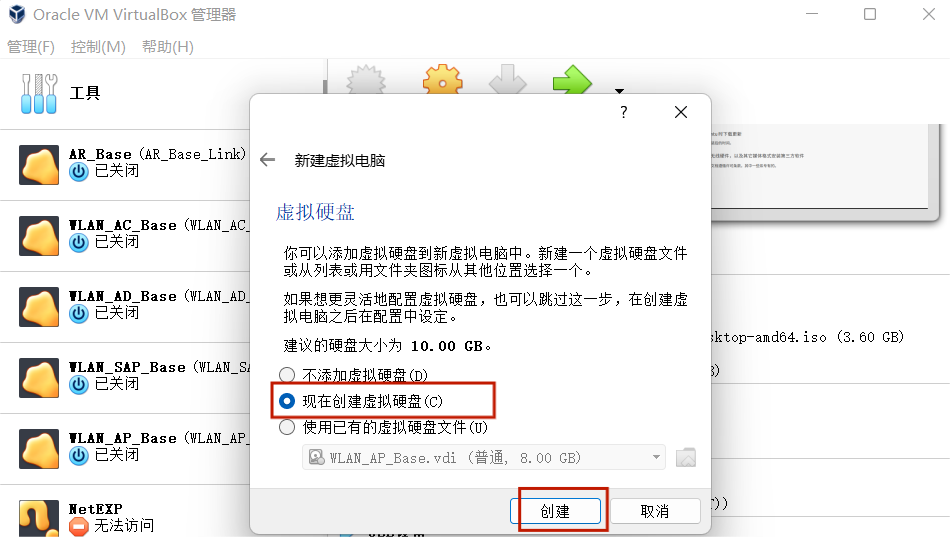 Oracle VM VirtualBox 管理器
管理(F) 控制(M) 帮助(H)
工具
AR_Base (AR_Base_Link)
已关闭
WLAN_AC_Base (WLAN_AC_
已关闭
WLAN_AD_Base (WLAN_AD_
已关闭
WLAN_SAP_Base (WLAN_SA
已关闭
WLAN_AP_Base (WLAN_AP_
已关闭
NetEXP
无法访问
?
新建虚拟电脑
虚拟硬盘
你可以添加虚拟硬盘到新虚拟电脑中。新建一个虚拟硬盘文件
或从列表或用文件夹图标从其他位置选择一个。
如果想更灵活地配置虚拟硬盘，也可以跳过这一步，在创建虚
拟电脑之后在配置中设定。
建议的硬盘大小为 10.00 GB。
不添加虚拟硬盘(D)
现在创建虚拟硬盘(C)
使用已有的虚拟硬盘文件(U)
WLAN_AP_Base.vdi (普通, 8.00 GB)
创建
取消
sktop-amd64.iso (3.60 GB)